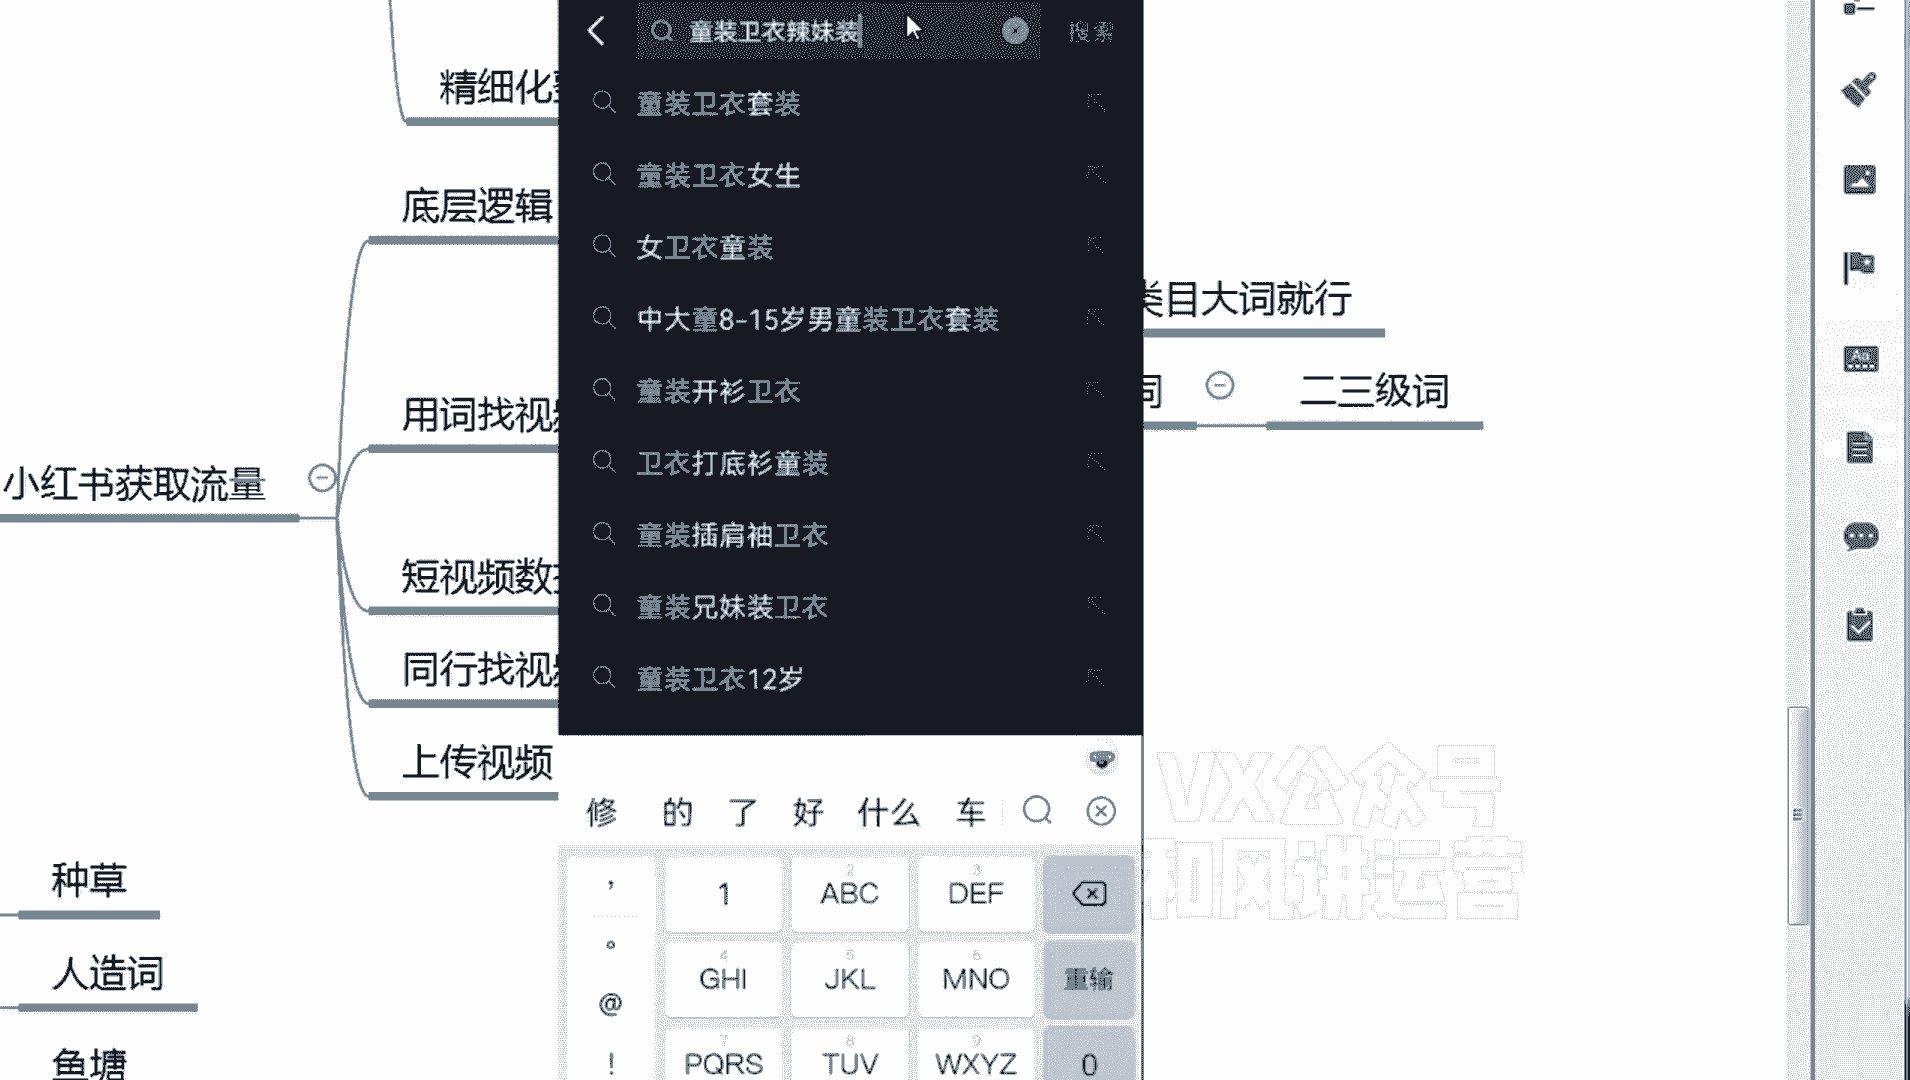 童装卫衣辣妹装
搜索
童装卫衣套装
童装卫衣女生
女卫衣童装
中大童8-15岁男童装卫衣套装
童装开衫卫衣
卫衣打底衫童装
童装插肩袖卫衣
童装兄妹装卫衣
童装卫衣12岁
精细化
底层逻辑
用词找视
小红书获取流量
短视频数
同行找视
上传视频
种草
人造词
鱼塘
类目大词就行
词
二三级词
VX公众号
和风讲运营
修 的 了 好 什么 车
, 1 2 ABC 3 DEF
。 4 GHI 5 JKL 6 MNO 重输
@
! 7 PQRS 8 TUV 9 WXYZ 0
Aa